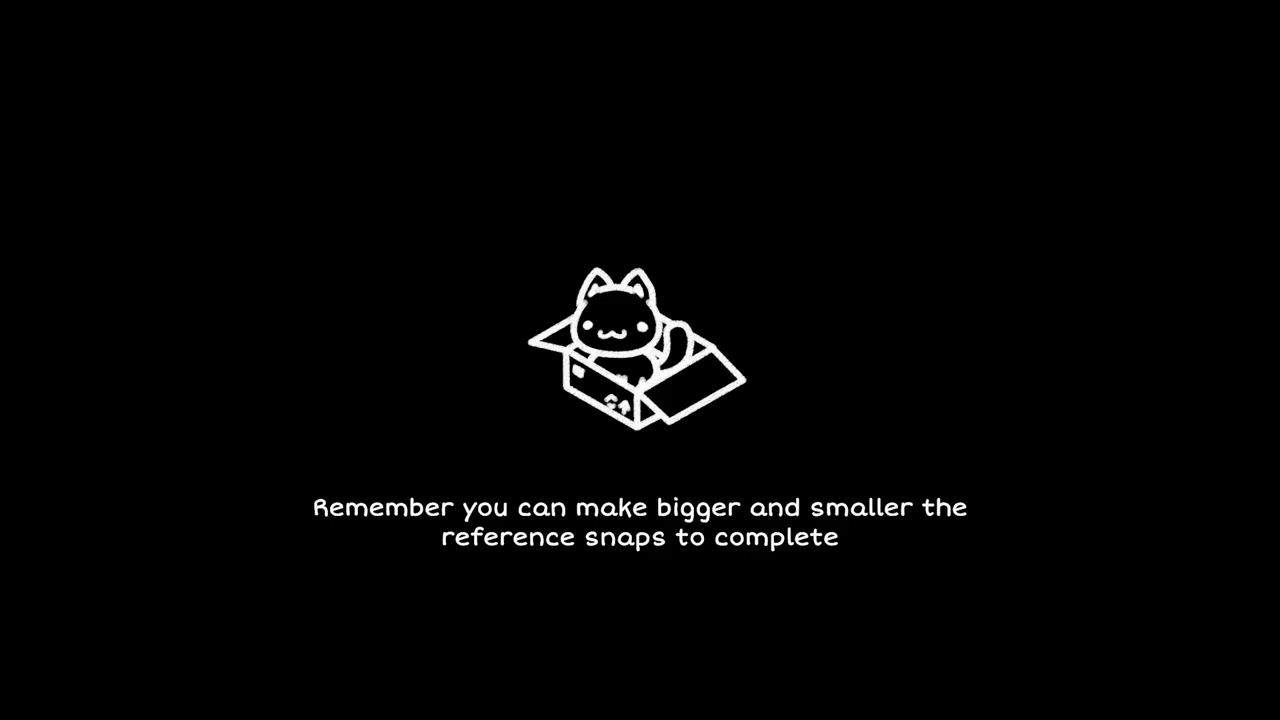 Remember you can make bigger and smaller the
reference snaps to complete